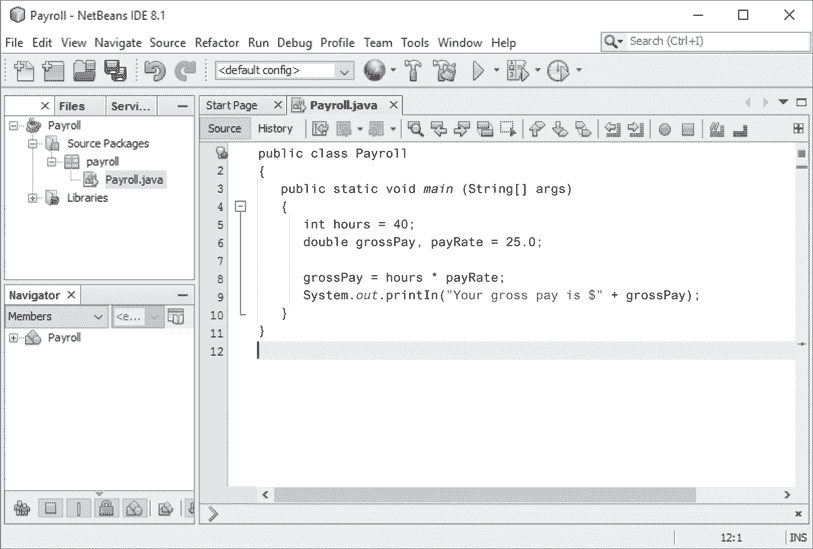 Payroll - NetBeans IDE 8.1
File Edit View Navigate Source Refactor Run Debug Profile Team Tools Window Help
Search (Ctrl+I)
<default config>
Files Servi...
Start Page Payroll.java
Payroll
Source Packages
payroll
Payroll.java
Libraries
Source History
public class Payroll
2 {
3 public static void main (String[] args)
4 {
5 int hours = 40;
6 double grossPay, payRate = 25.0;
7
8 grossPay = hours * payRate;
9 System.out.printIn("Your gross pay is $" + grossPay);
10 }
11 }
12
Navigator
Members <e...
Payroll
12:1 INS